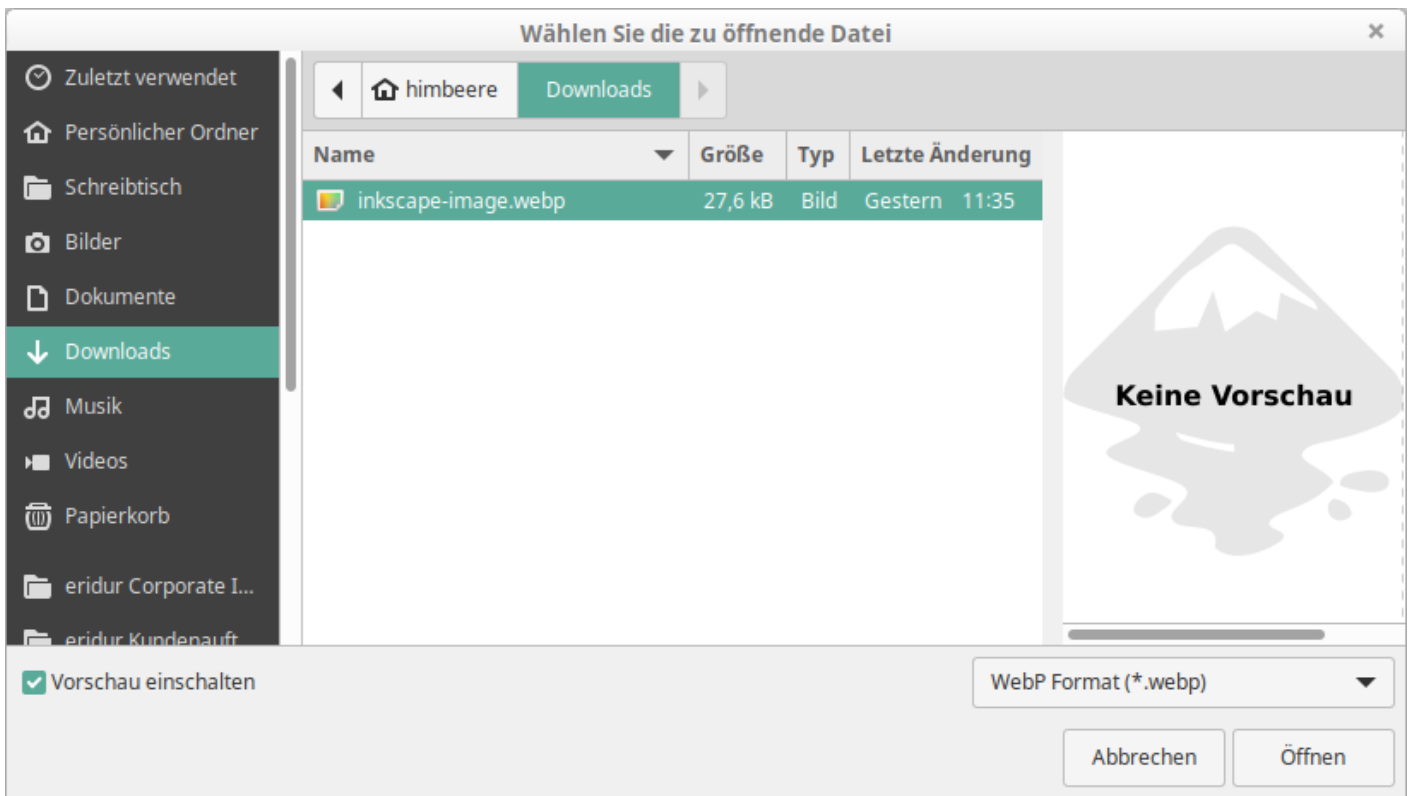 Wählen Sie die zu öffnende Datei
Zuletzt verwendet
Persönlicher Ordner
Schreibtisch
Bilder
Dokumente
Downloads
Musik
Videos
Papierkorb
eridur Corporate I...
eridur Kundenauft
himbeere Downloads
Name Größe Typ Letzte Änderung
inkscape-image.webp 27,6 kB Bild Gestern 11:35
Keine Vorschau
Vorschau einschalten
WebP Format (*.webp)
Abbrechen Öffnen